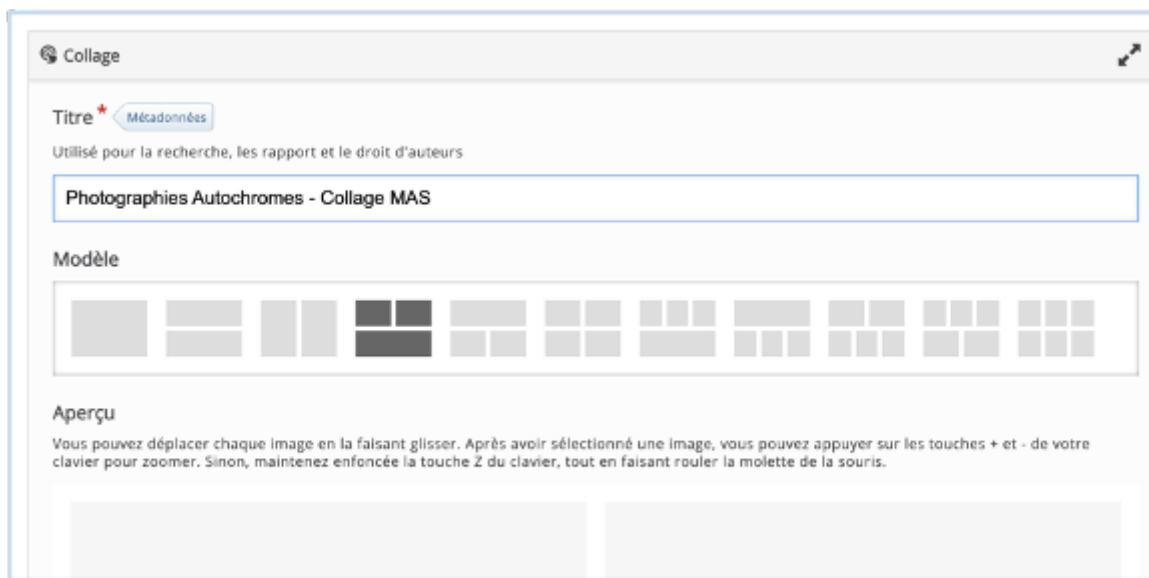 Collage
Titre *
Métadonnées
Utilisé pour la recherche, les rapport et le droit d'auteurs
Photographies Autochromes - Collage MAS
Modèle
Aperçu
Vous pouvez déplacer chaque image en la faisant glisser. Après avoir sélectionné une image, vous pouvez appuyer sur les touches + et - de votre
clavier pour zoomer. Sinon, maintenez enfoncée la touche Z du clavier, tout en faisant rouler la molette de la souris.